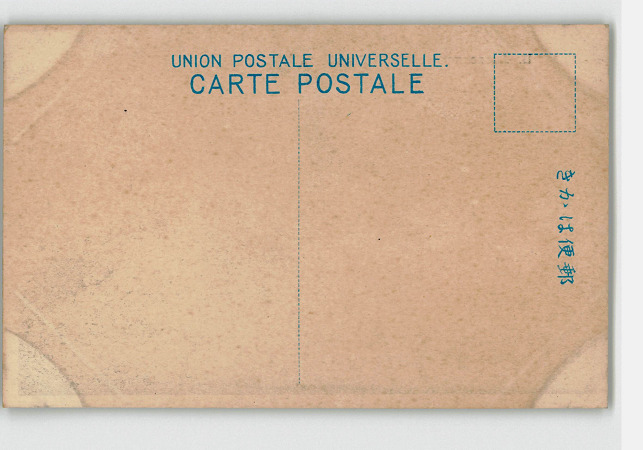 UNION POSTALE UNIVERSELLE.
CARTE POSTALE
きかは便郵